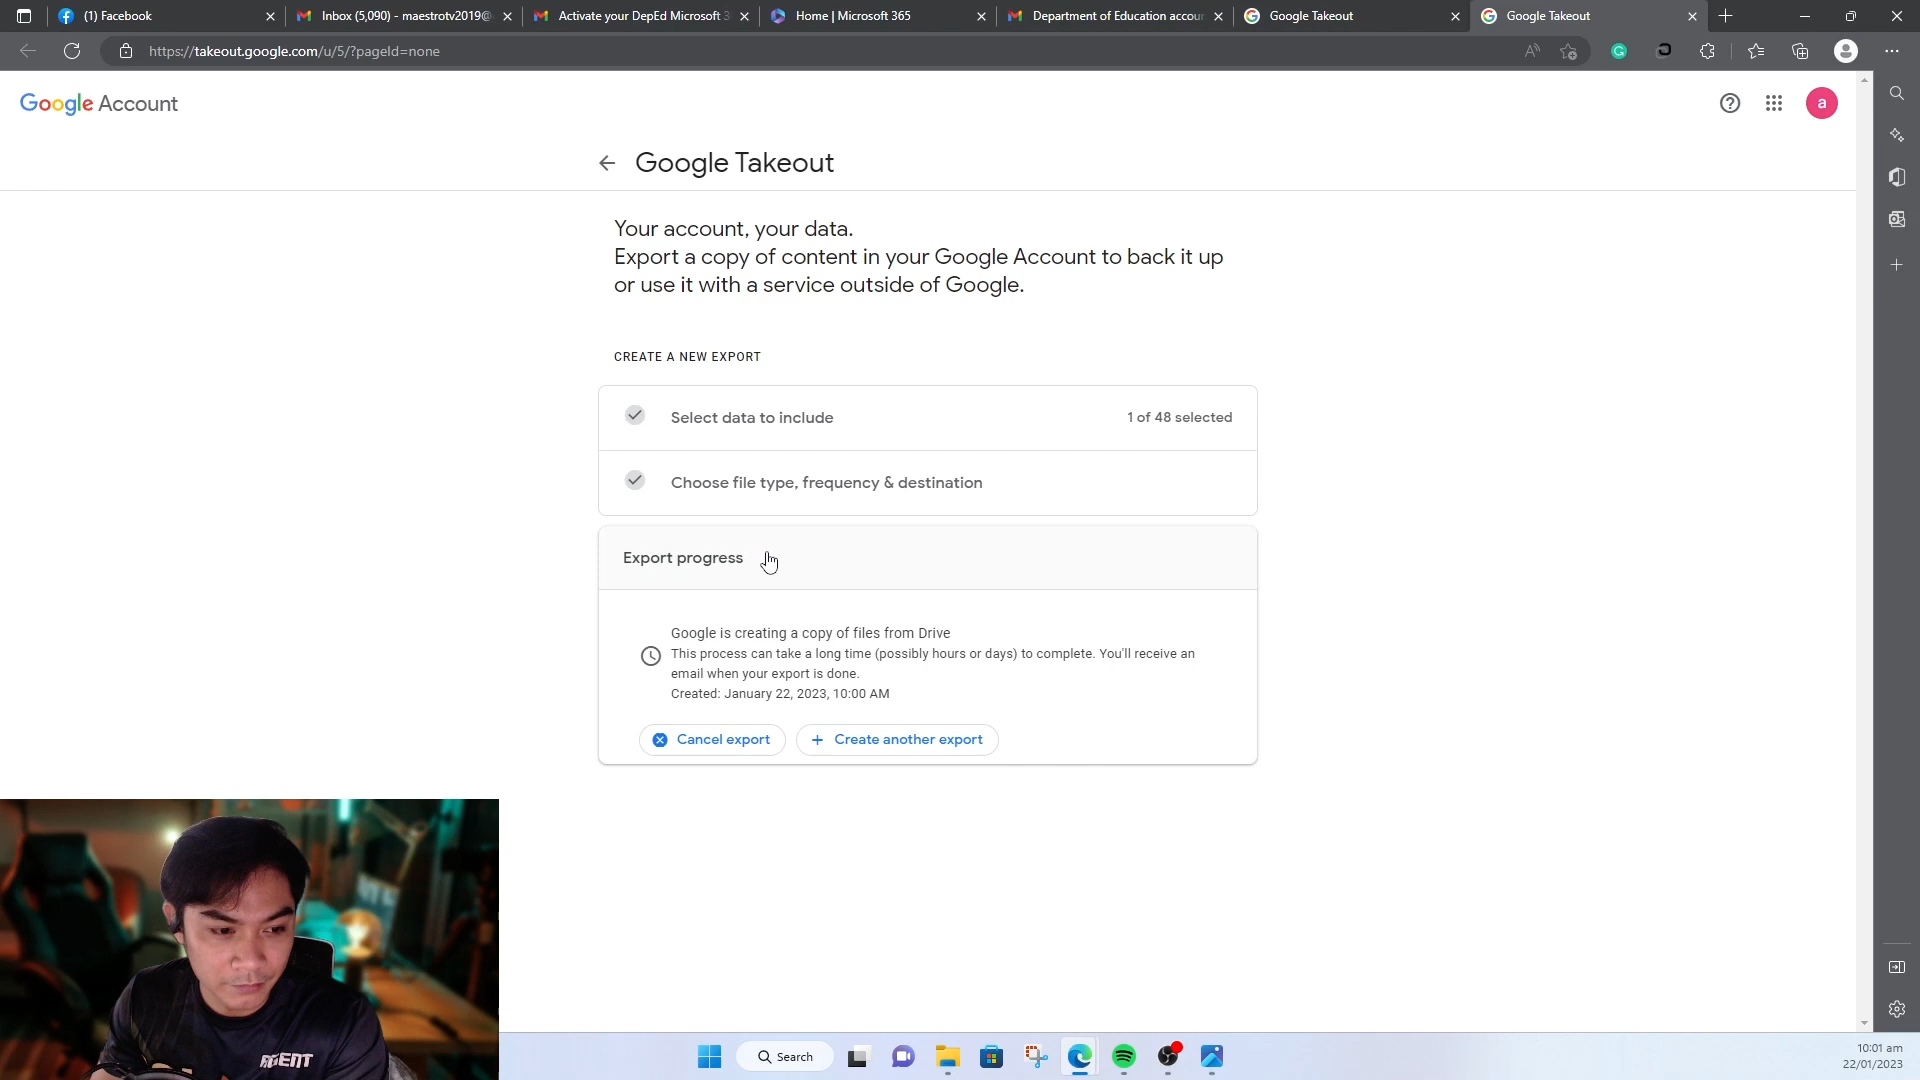 (1) Facebook
Inbox (5,090) - maestrotv2019@
Activate your DepEd Microsoft 3
Home | Microsoft 365
Department of Education accou
Google Takeout
Google Takeout
https://takeout.google.com/u/5/?pageId=none
Google Account
a
Google Takeout
Your account, your data.
Export a copy of content in your Google Account to back it up
or use it with a service outside of Google.
CREATE A NEW EXPORT
Select data to include
1 of 48 selected
Choose file type, frequency & destination
Export progress
Google is creating a copy of files from Drive
This process can take a long time (possibly hours or days) to complete. You'll receive an
email when your export is done.
Created: January 22, 2023, 10:00 AM
Cancel export
Create another export
Search
10:01 am
22/01/2023